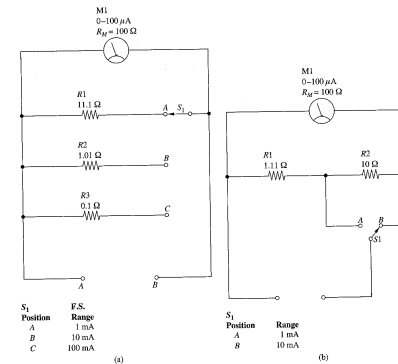 M1
0–100 μA
R_M = 100 Ω
R1
11.1 Ω
A
S1
R2
1.01 Ω
B
R3
0.1 Ω
C
A
B
S1
Position
F.S.
Range
A 1 mA
B 10 mA
C 100 mA
(a)
M1
0–100 μA
R_M = 100 Ω
R1
1.11 Ω
R2
10 Ω
A
B
S1
S1
Position
Range
A 1 mA
B 10 mA
(b)